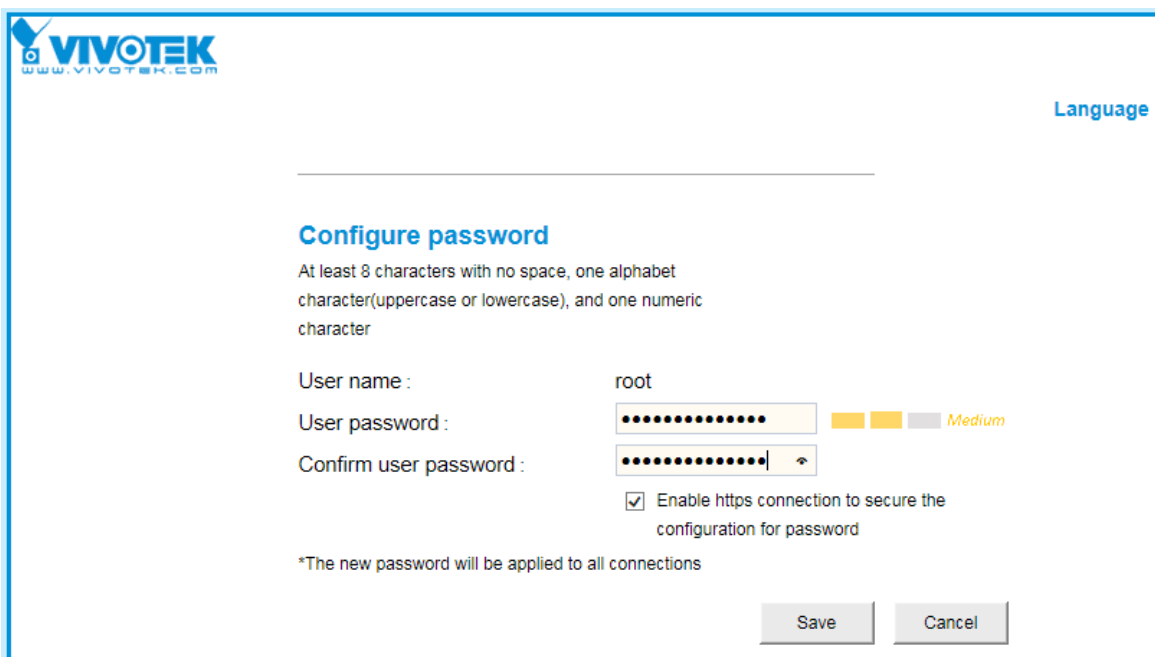 VIVOTEK
www.vivotek.com
Language
Configure password
At least 8 characters with no space, one alphabet
character(uppercase or lowercase), and one numeric
character
User name : root
User password : •••••••••••••• Medium
Confirm user password : ••••••••••••••
Enable https connection to secure the
configuration for password
*The new password will be applied to all connections
Save Cancel